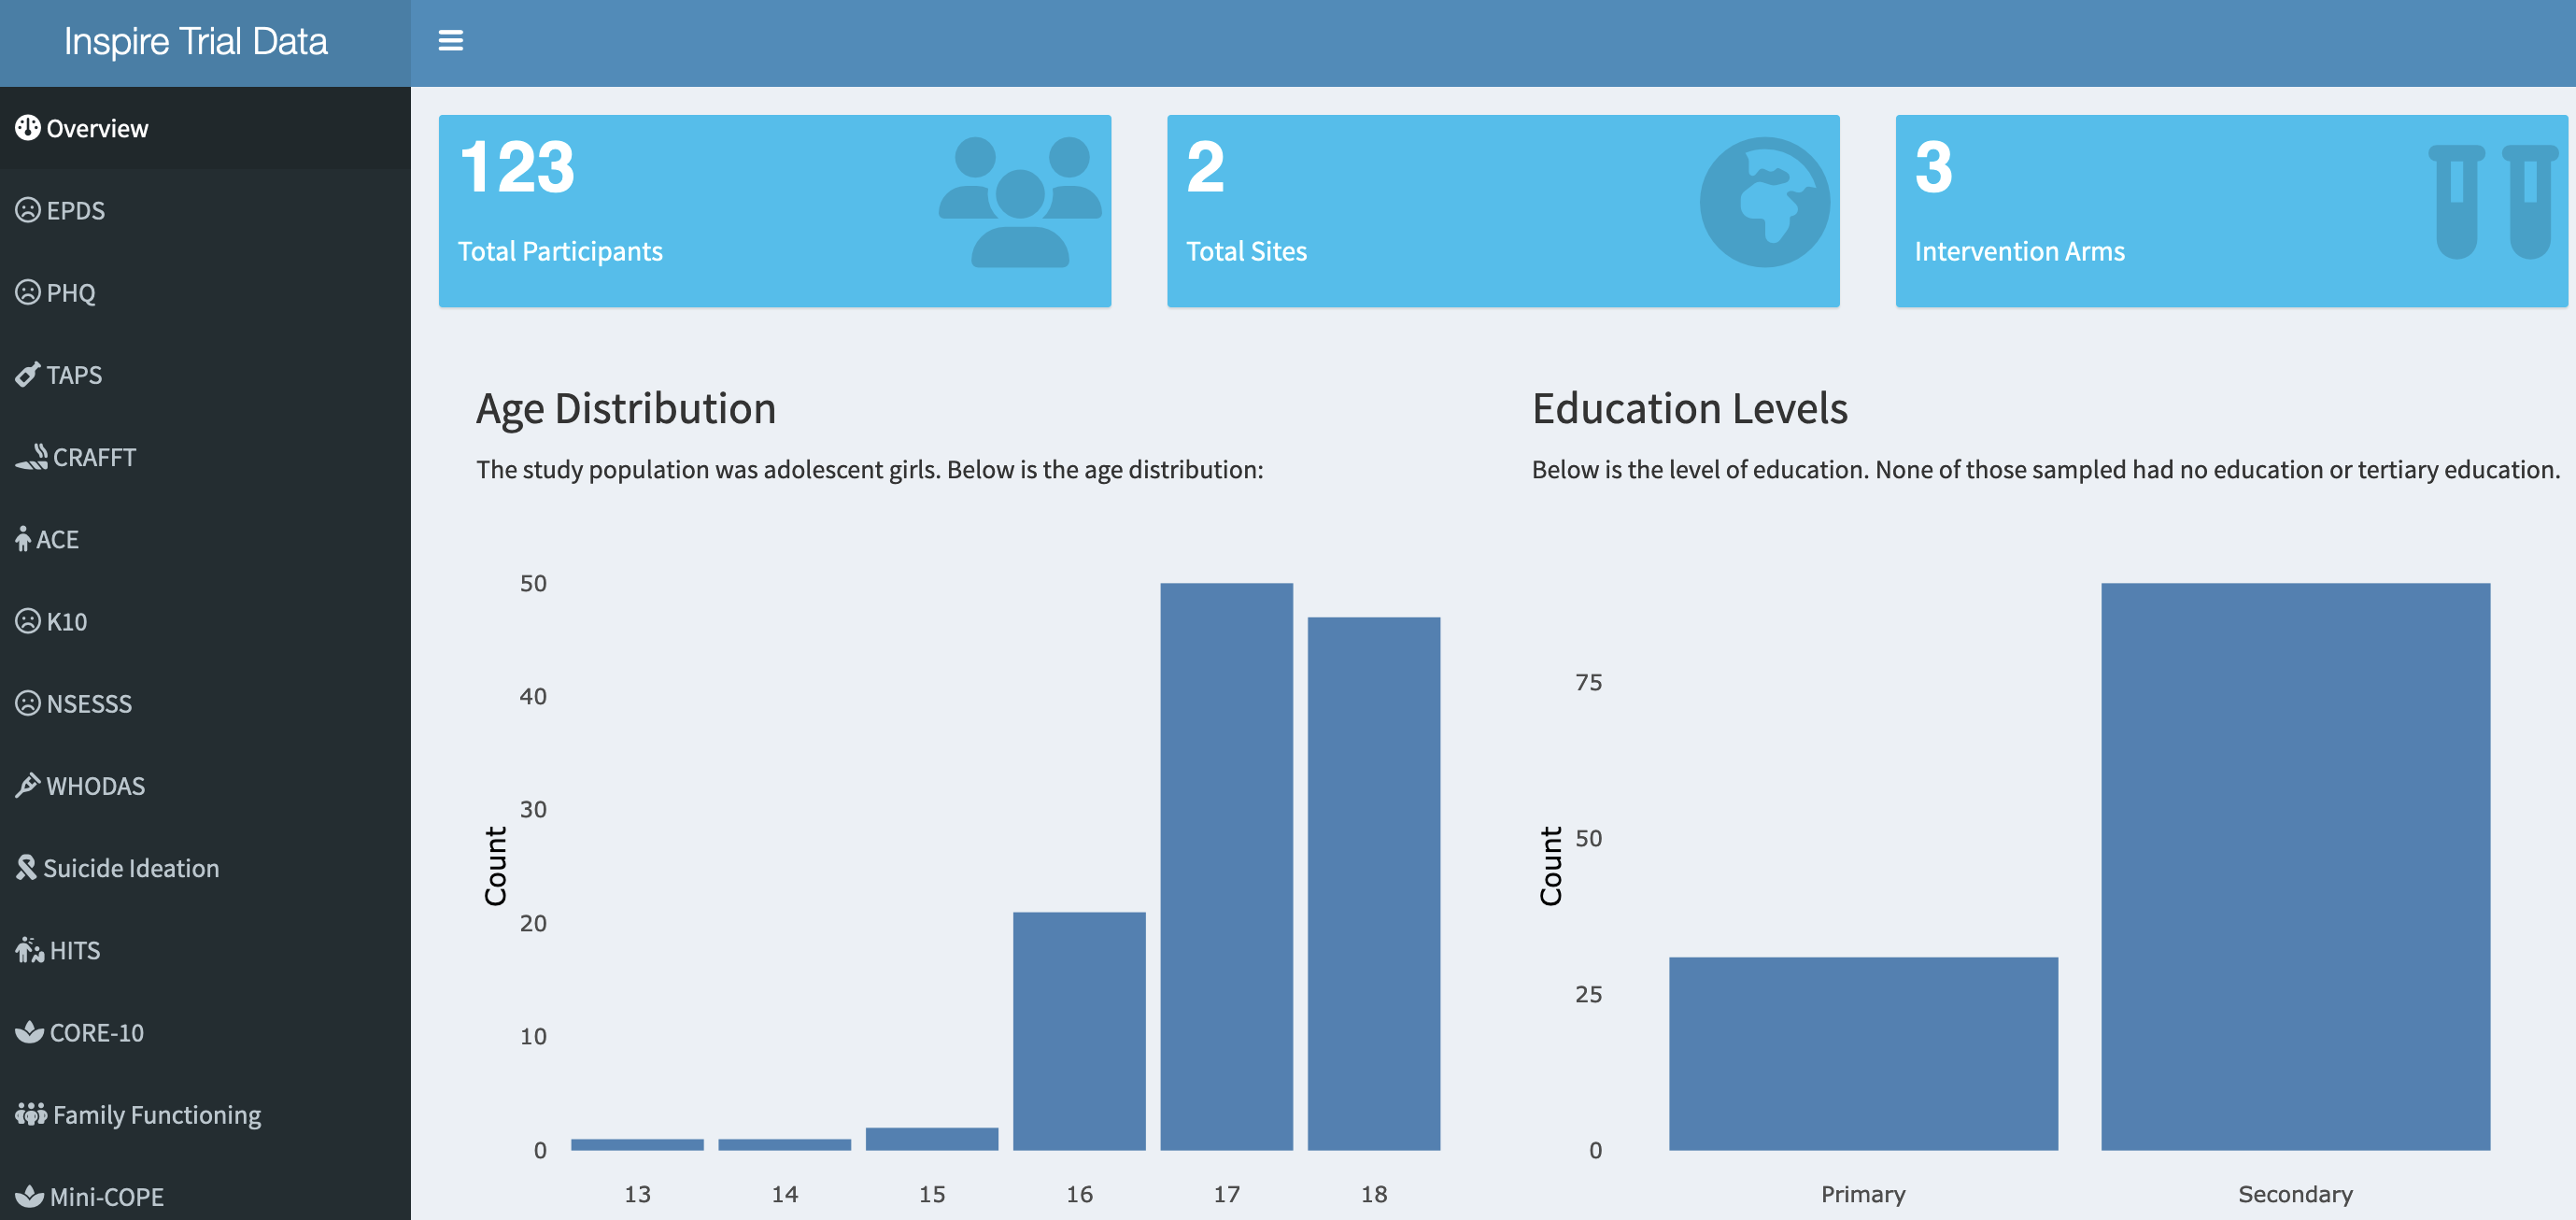 Inspire Trial Data
Overview
EPDS
PHQ
TAPS
CRAFFT
ACE
K10
NSESSS
WHODAS
Suicide Ideation
HITS
CORE-10
Family Functioning
Mini-COPE
123
Total Participants
2
Total Sites
3
Intervention Arms
Age Distribution
The study population was adolescent girls. Below is the age distribution:
50
40
30
20
10
0
Count
13 14 15 16 17 18
Education Levels
Below is the level of education. None of those sampled had no education or tertiary education.
75
50
25
0
Count
Primary Secondary